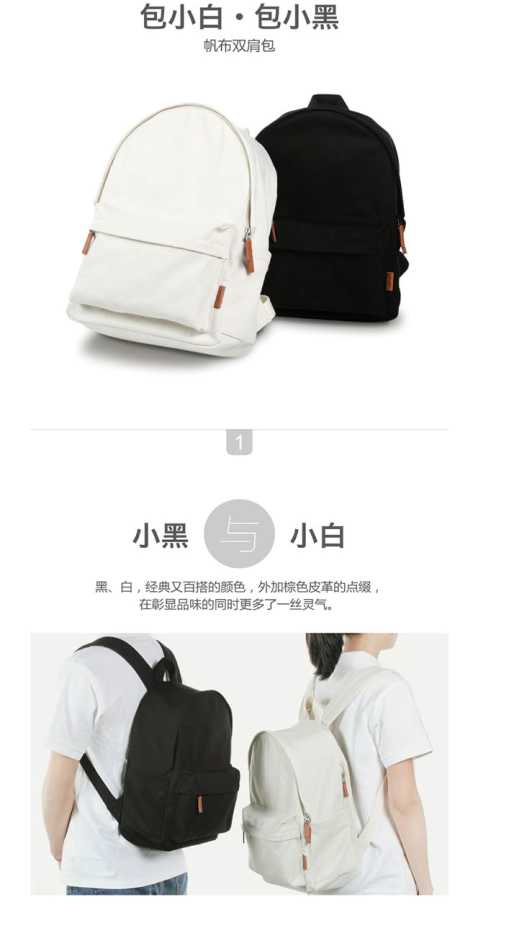 包小白·包小黑
帆布双肩包
1
小黑 与 小白
黑、白，经典又百搭的颜色，外加棕色皮革的点缀，
在彰显品味的同时更多了一丝灵气。